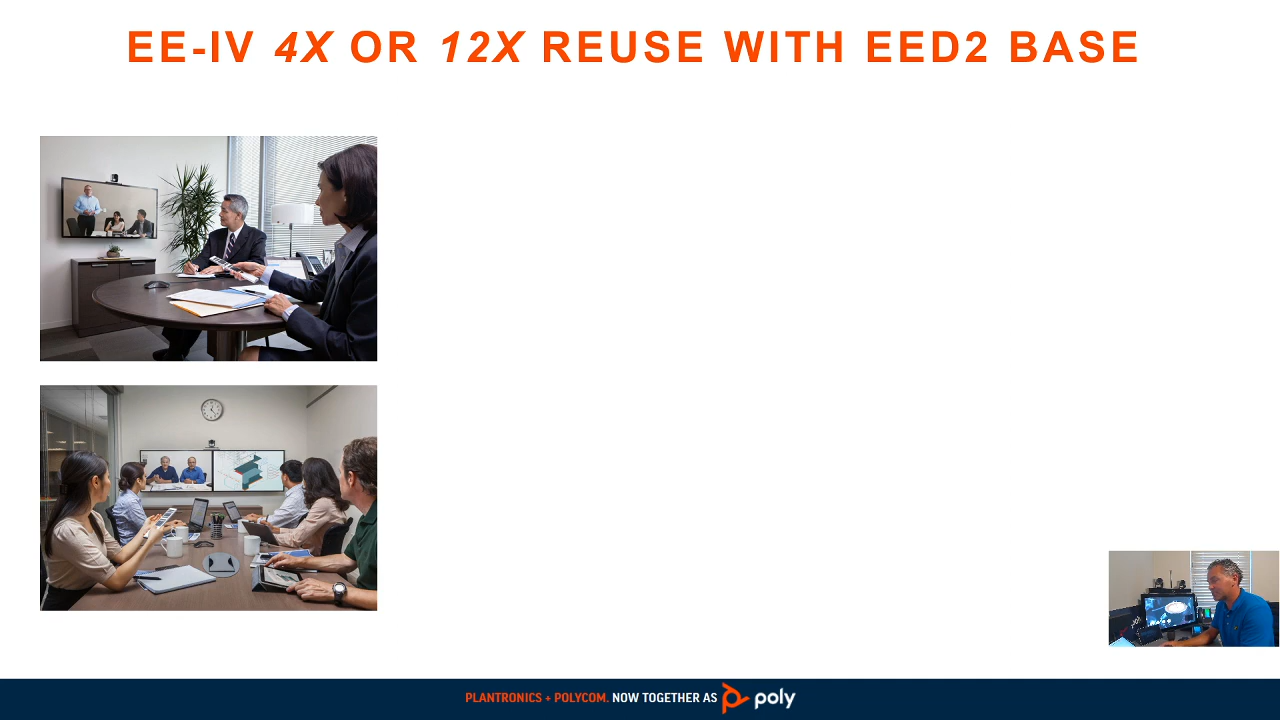 EE-IV 4X OR 12X REUSE WITH EED2 BASE
PLANTRONICS + POLYCOM. NOW TOGETHER AS poly